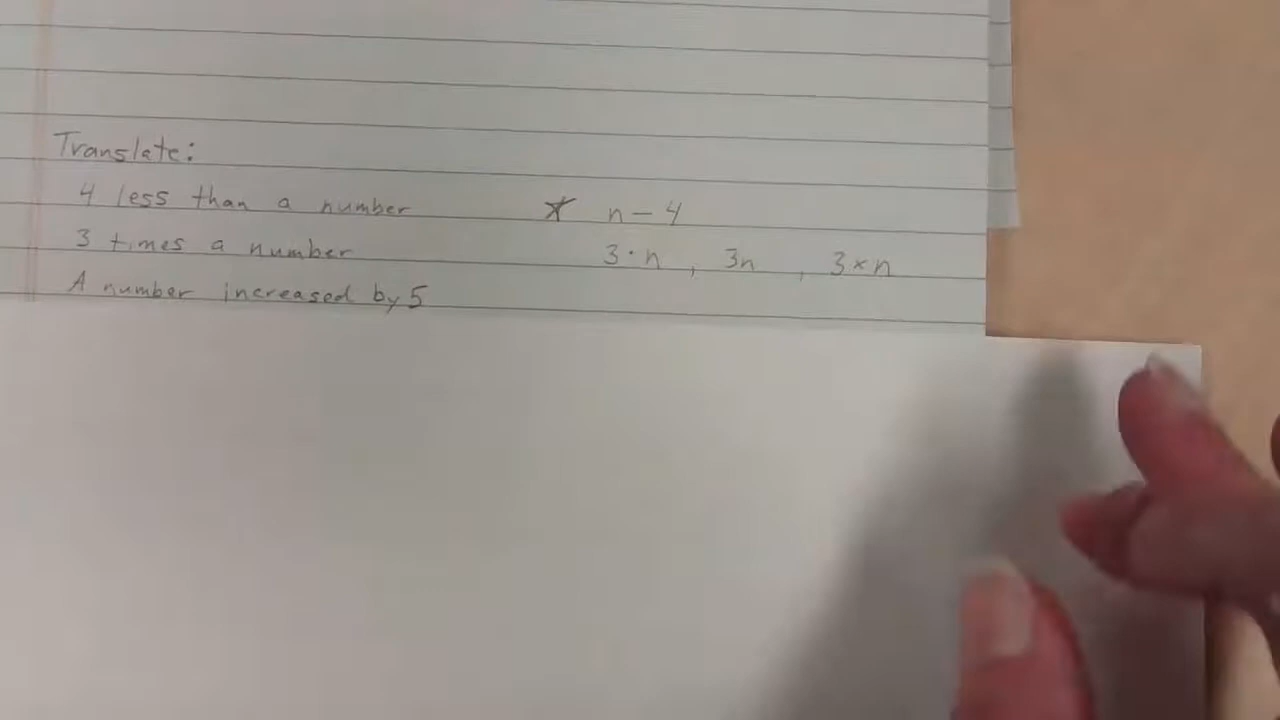 Translate:
4 less than a number * n - 4
3 times a number 3 · n , 3n , 3 × n
A number increased by 5